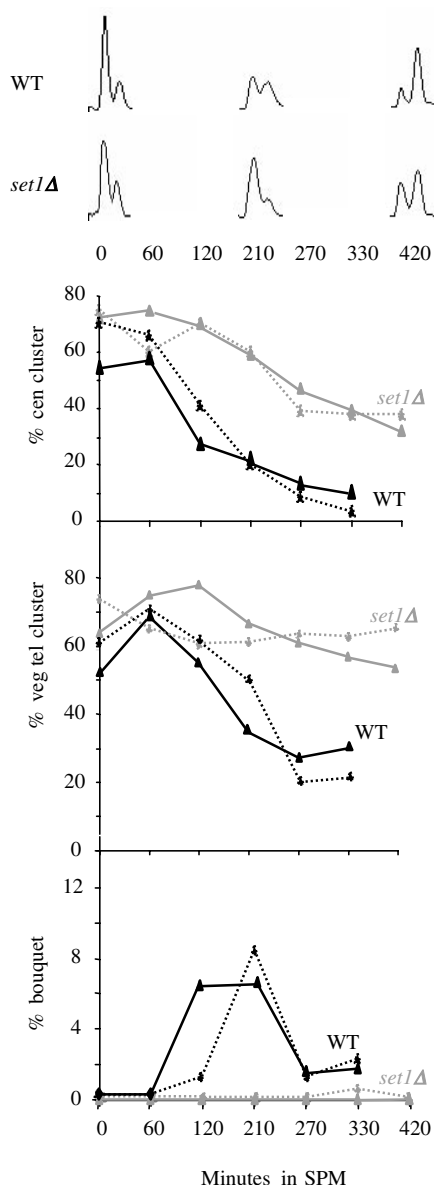 WT
set1Δ
0 60 120 210 270 330 420
80
60
40
20
0
% cen cluster
set1Δ
WT
80
60
40
20
0
% veg tel cluster
set1Δ
WT
12
8
4
0
% bouquet
WT
set1Δ
0 60 120 210 270 330 420
Minutes in SPM